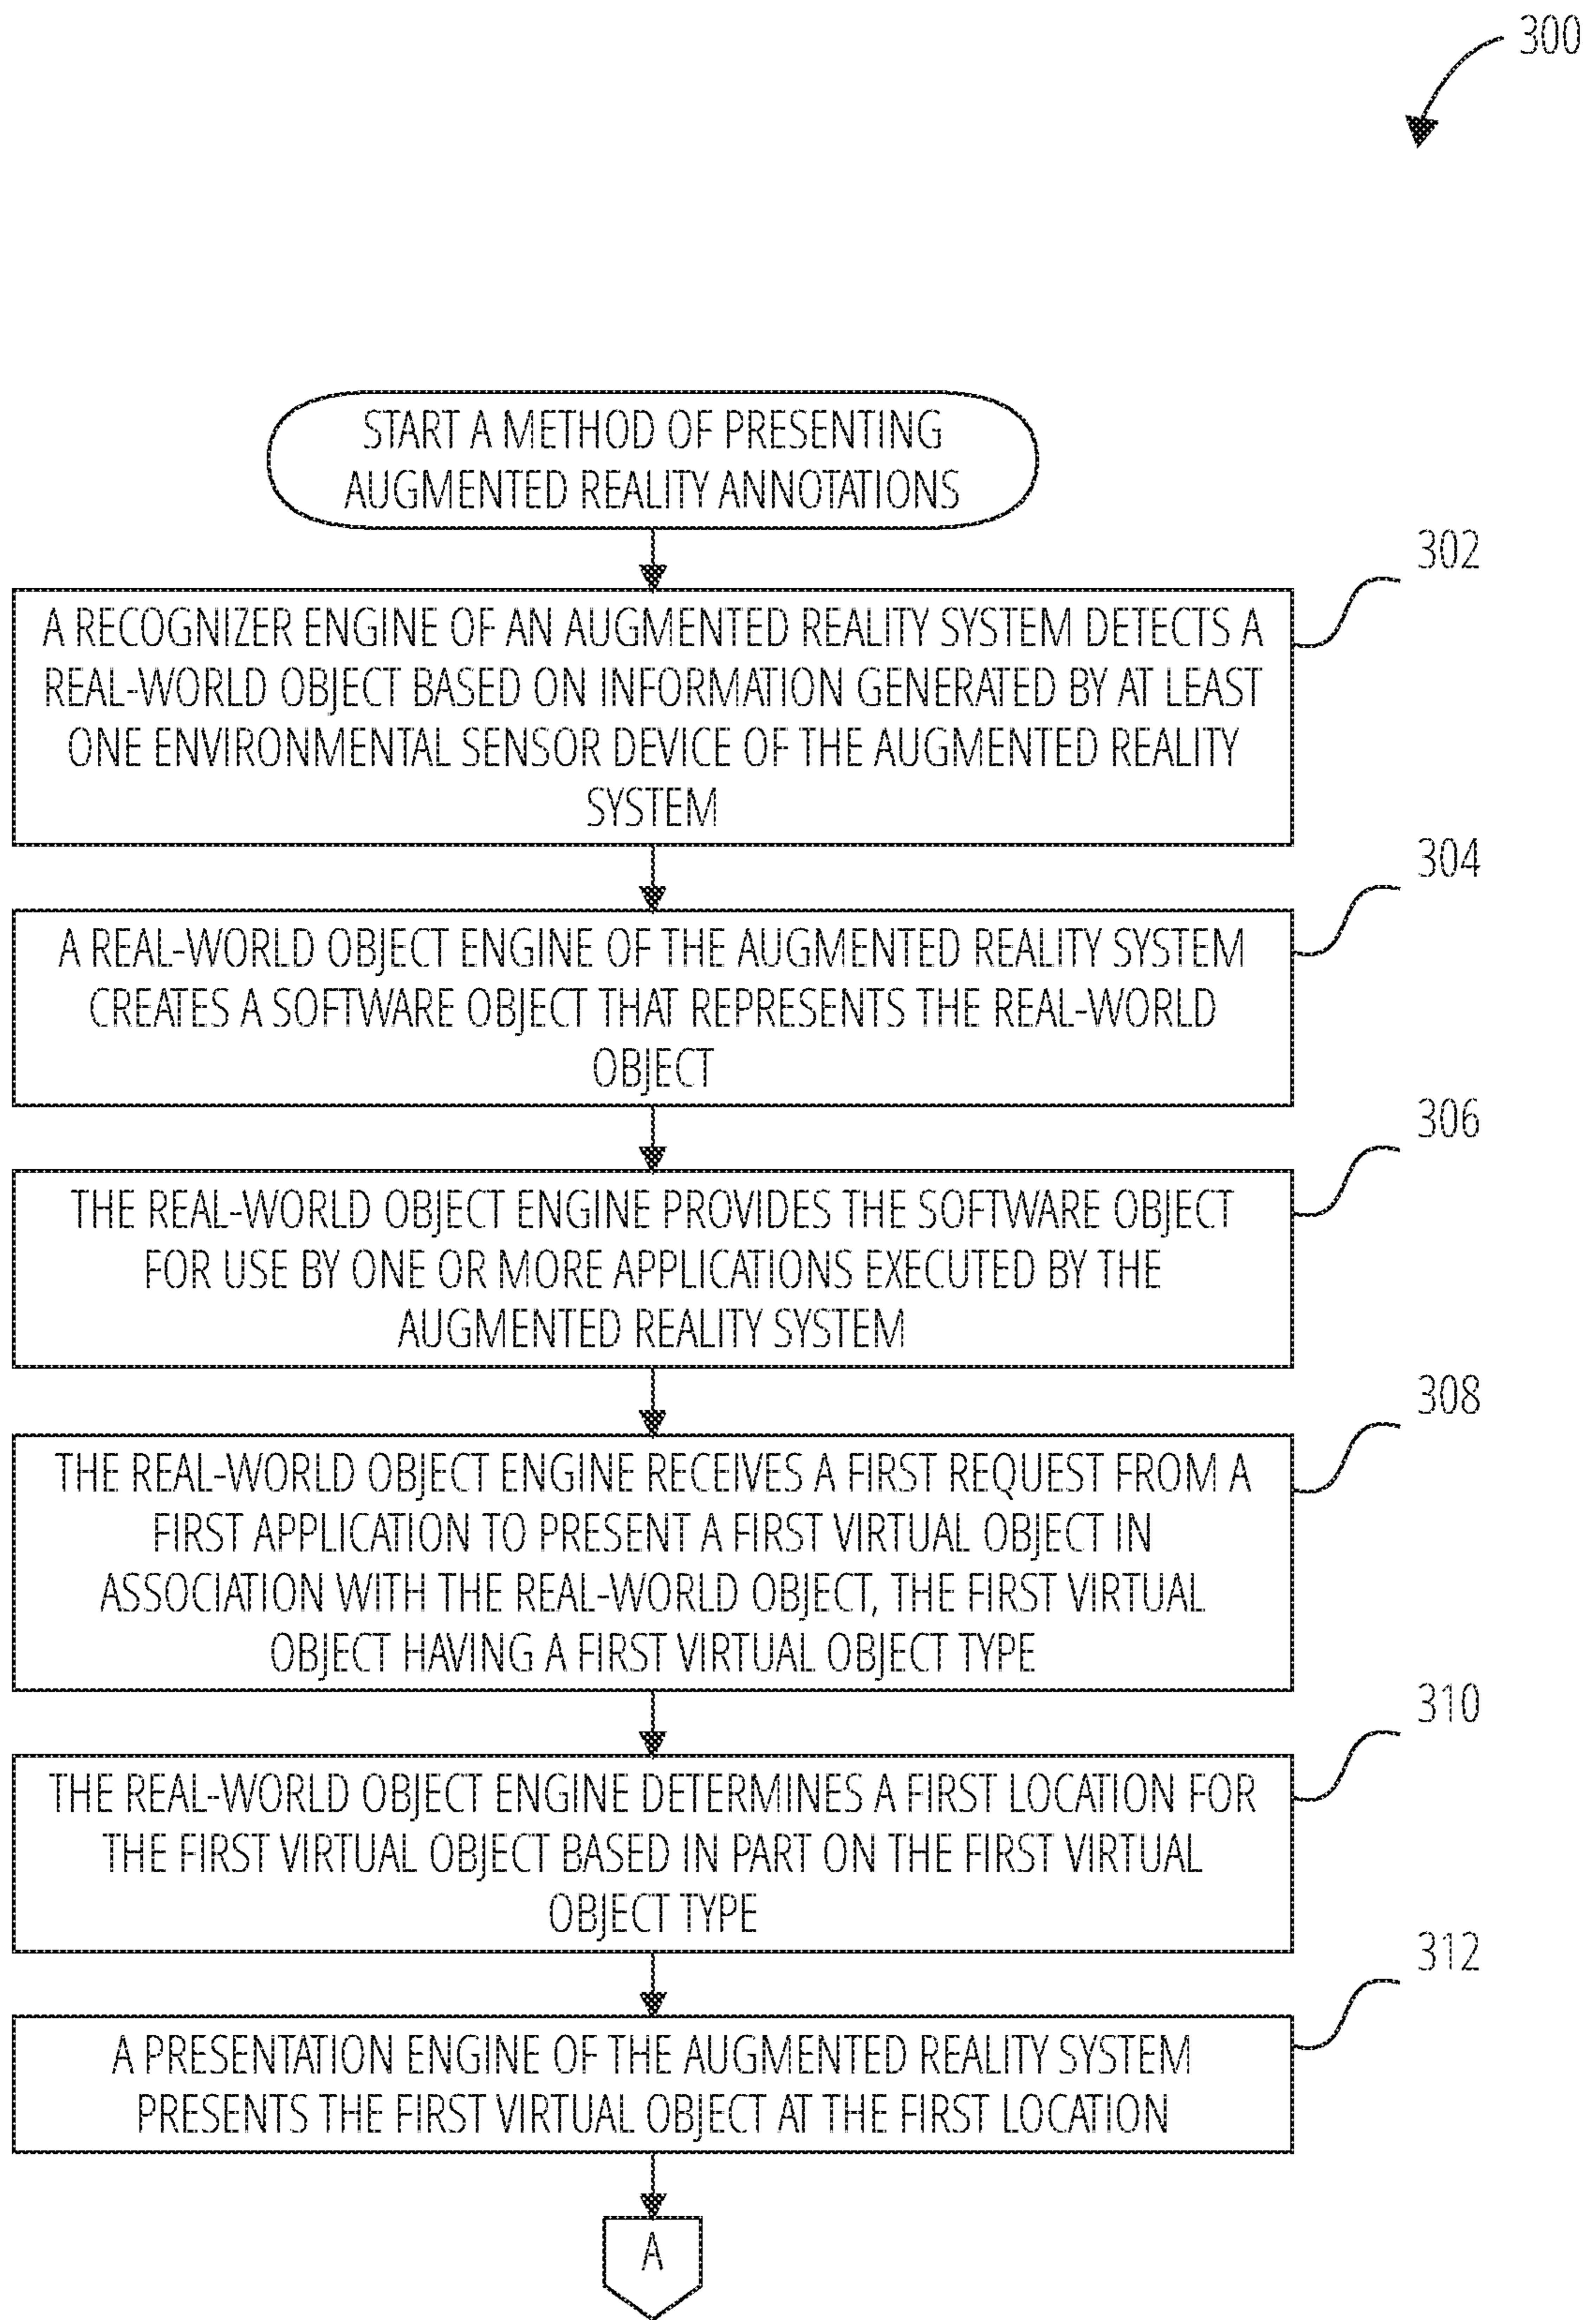 300
START A METHOD OF PRESENTING
AUGMENTED REALITY ANNOTATIONS
302
A RECOGNIZER ENGINE OF AN AUGMENTED REALITY SYSTEM DETECTS A
REAL-WORLD OBJECT BASED ON INFORMATION GENERATED BY AT LEAST
ONE ENVIRONMENTAL SENSOR DEVICE OF THE AUGMENTED REALITY
SYSTEM
304
A REAL-WORLD OBJECT ENGINE OF THE AUGMENTED REALITY SYSTEM
CREATES A SOFTWARE OBJECT THAT REPRESENTS THE REAL-WORLD
OBJECT
306
THE REAL-WORLD OBJECT ENGINE PROVIDES THE SOFTWARE OBJECT
FOR USE BY ONE OR MORE APPLICATIONS EXECUTED BY THE
AUGMENTED REALITY SYSTEM
308
THE REAL-WORLD OBJECT ENGINE RECEIVES A FIRST REQUEST FROM A
FIRST APPLICATION TO PRESENT A FIRST VIRTUAL OBJECT IN
ASSOCIATION WITH THE REAL-WORLD OBJECT, THE FIRST VIRTUAL
OBJECT HAVING A FIRST VIRTUAL OBJECT TYPE
310
THE REAL-WORLD OBJECT ENGINE DETERMINES A FIRST LOCATION FOR
THE FIRST VIRTUAL OBJECT BASED IN PART ON THE FIRST VIRTUAL
OBJECT TYPE
312
A PRESENTATION ENGINE OF THE AUGMENTED REALITY SYSTEM
PRESENTS THE FIRST VIRTUAL OBJECT AT THE FIRST LOCATION
A